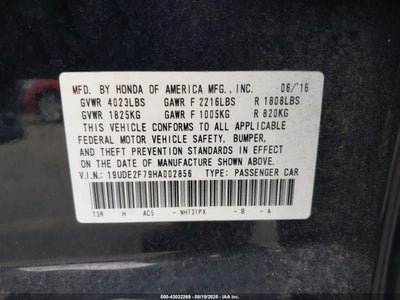 MFD. BY HONDA OF AMERICA MFG., INC. 06/'16
GVWR 4023LBS GAWR F 2216LBS R 1808LBS
GVWR 1825KG GAWR F 1005KG R 820KG
THIS VEHICLE CONFORMS TO ALL APPLICABLE
FEDERAL MOTOR VEHICLE SAFETY, BUMPER,
AND THEFT PREVENTION STANDARDS IN EFFECT
ON THE DATE OF MANUFACTURE SHOWN ABOVE.
V.I.N: 19UDE2F79HA002856 TYPE: PASSENGER CAR
T3R H AC5 - NH731PX - B - A
STOCK: 43032269 - 08/19/2025 - IAA Inc.